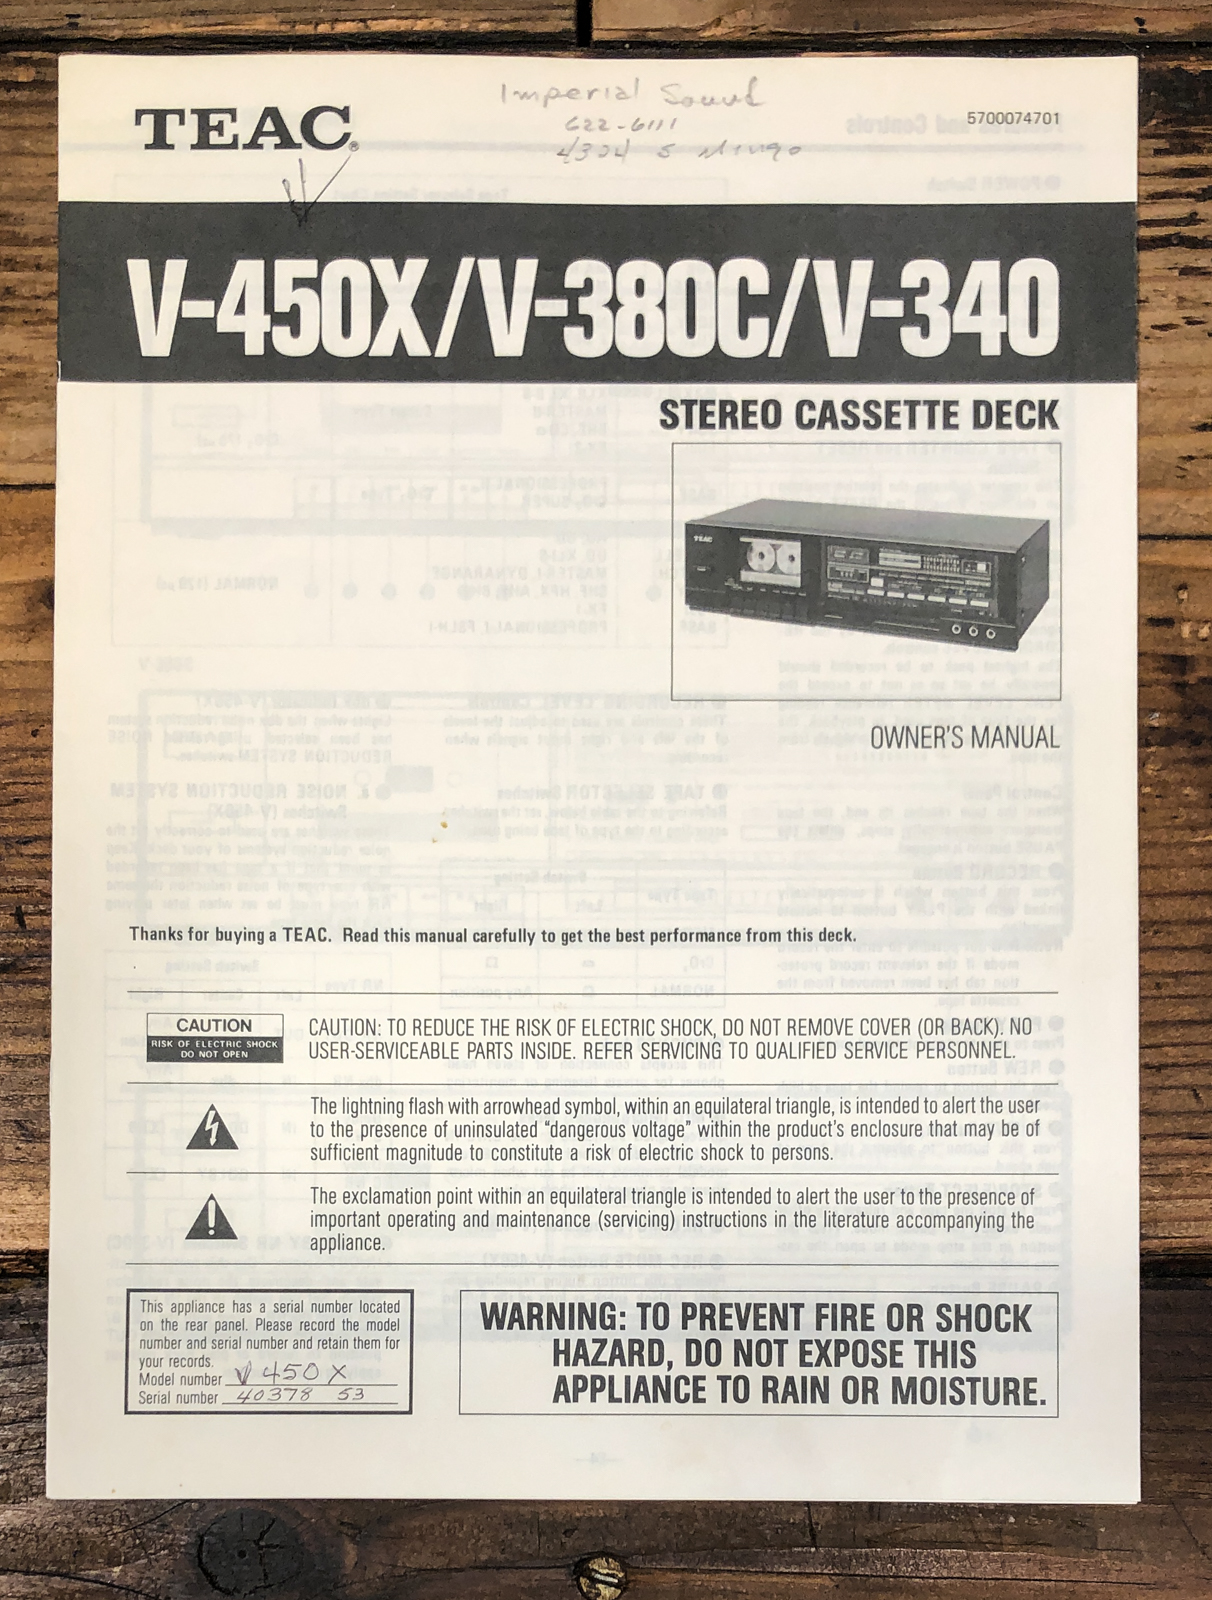 Imperial Sound
622-6111
4324 S Mingo
TEAC®
5700074701
V-450X/V-380C/V-340
STEREO CASSETTE DECK
TEAC
OWNER'S MANUAL
Thanks for buying a TEAC. Read this manual carefully to get the best performance from this deck.
CAUTION
RISK OF ELECTRIC SHOCK
DO NOT OPEN
CAUTION: TO REDUCE THE RISK OF ELECTRIC SHOCK, DO NOT REMOVE COVER (OR BACK). NO
USER-SERVICEABLE PARTS INSIDE. REFER SERVICING TO QUALIFIED SERVICE PERSONNEL.
The lightning flash with arrowhead symbol, within an equilateral triangle, is intended to alert the user
to the presence of uninsulated “dangerous voltage” within the product's enclosure that may be of
sufficient magnitude to constitute a risk of electric shock to persons.
The exclamation point within an equilateral triangle is intended to alert the user to the presence of
important operating and maintenance (servicing) instructions in the literature accompanying the
appliance.
This appliance has a serial number located
on the rear panel. Please record the model
number and serial number and retain them for
your records.
Model number V 450 X
Serial number 40378 53
WARNING: TO PREVENT FIRE OR SHOCK
HAZARD, DO NOT EXPOSE THIS
APPLIANCE TO RAIN OR MOISTURE.